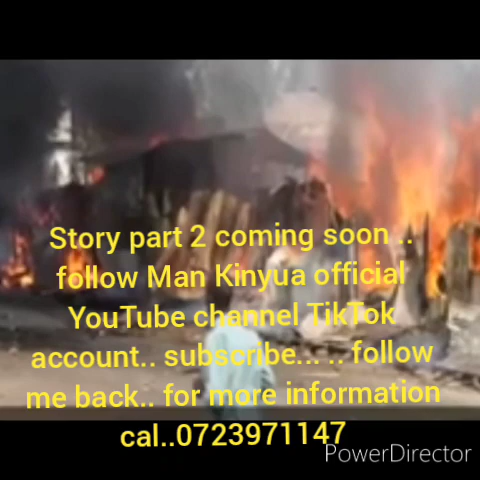 Story part 2 coming soon ..
follow Man Kinyua official
YouTube channel TikTok
account.. subscribe... .. follow
me back.. for more information
cal..0723971147
PowerDirector